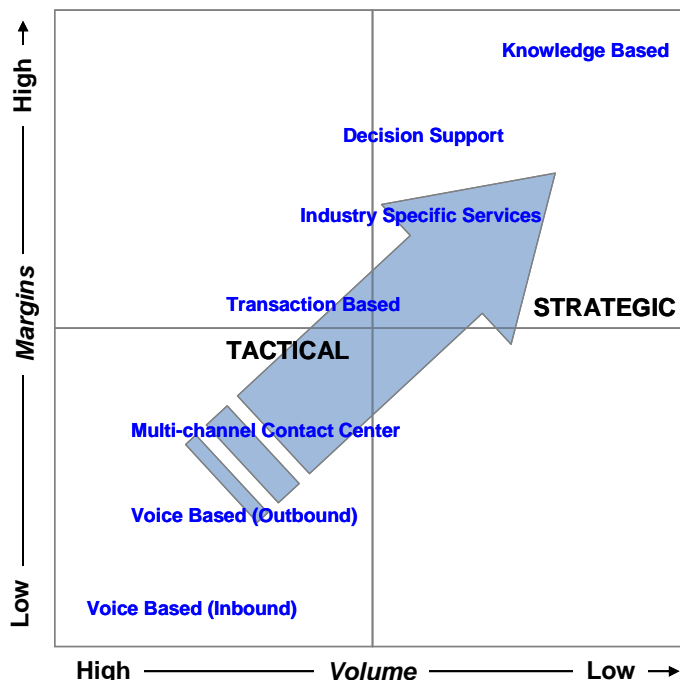 High
Knowledge Based
Decision Support
Industry Specific Services
Margins
Transaction Based
STRATEGIC
TACTICAL
Multi-channel Contact Center
Voice Based (Outbound)
Low
Voice Based (Inbound)
High
Volume
Low